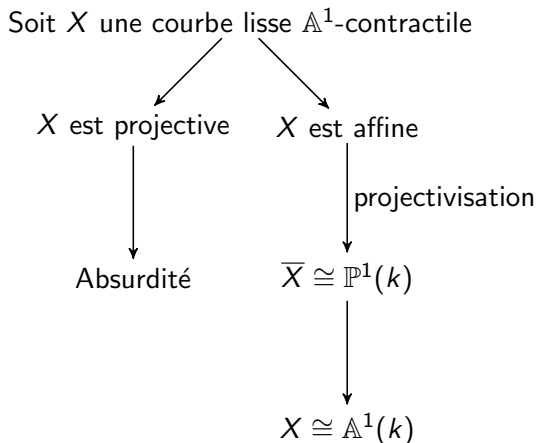 Soit X une courbe lisse 𝔸¹-contractile
X est projective
X est affine
projectivisation
Absurdité
X̅ ≅ ℙ¹(k)
X ≅ 𝔸¹(k)